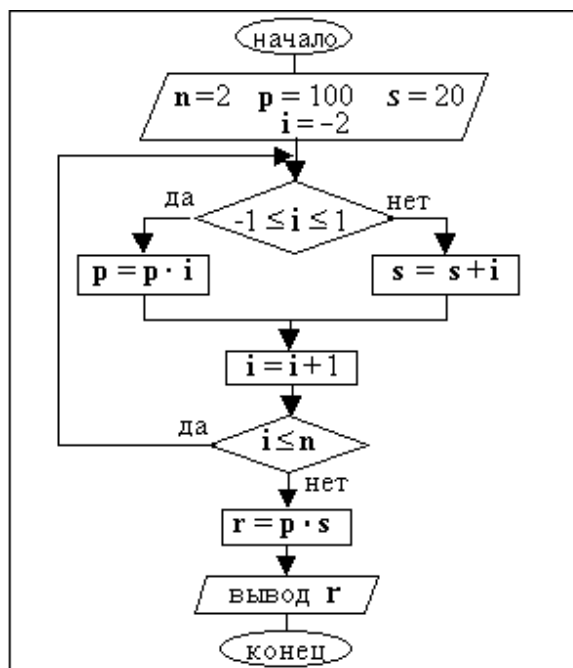 начало
n=2 p=100 s=20
i=-2
да
нет
-1 ≤ i ≤ 1
p=p · i
s = s+i
i=i+1
да
i≤n
нет
r=p · s
вывод r
конец